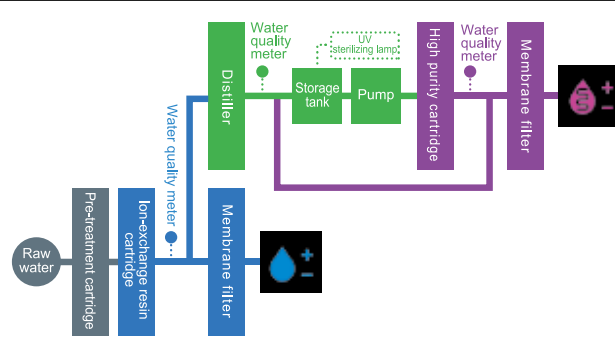 Water
quality
meter
UV
sterilizing lamp
Water
quality
meter
Distiller
Storage
tank
Pump
High purity cartridge
Membrane filter
Water quality meter
Raw
water
Pre-treatment cartridge
Ion-exchange resin
cartridge
Membrane filter
+
−
+
−